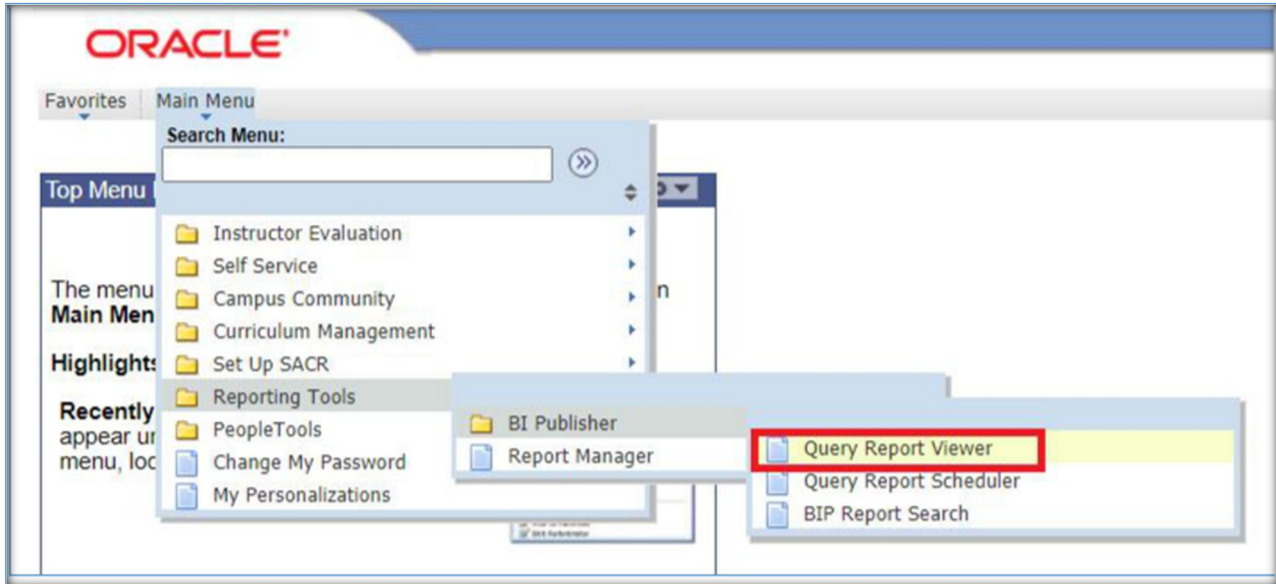 ORACLE'
Favorites Main Menu
Search Menu:
Top Menu
Instructor Evaluation
Self Service
The menu
Campus Community
n
Main Men
Curriculum Management
Highlights
Set Up SACR
Reporting Tools
Recently
BI Publisher
appear ur
PeopleTools
Query Report Viewer
menu, loc
Change My Password
Report Manager
Query Report Scheduler
My Personalizations
BIP Report Search